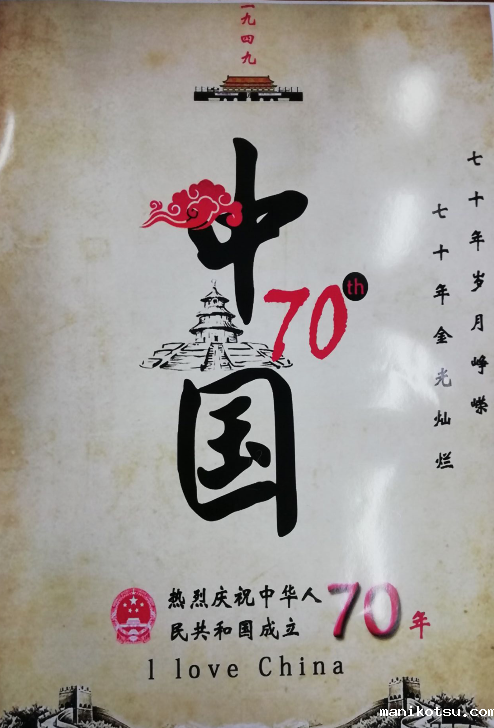 一九四九
七十年岁月峥嵘
七十年金光灿烂
中
70th
国
热烈庆祝中华人
民共和国成立
70年
l love China
manikotsu.com